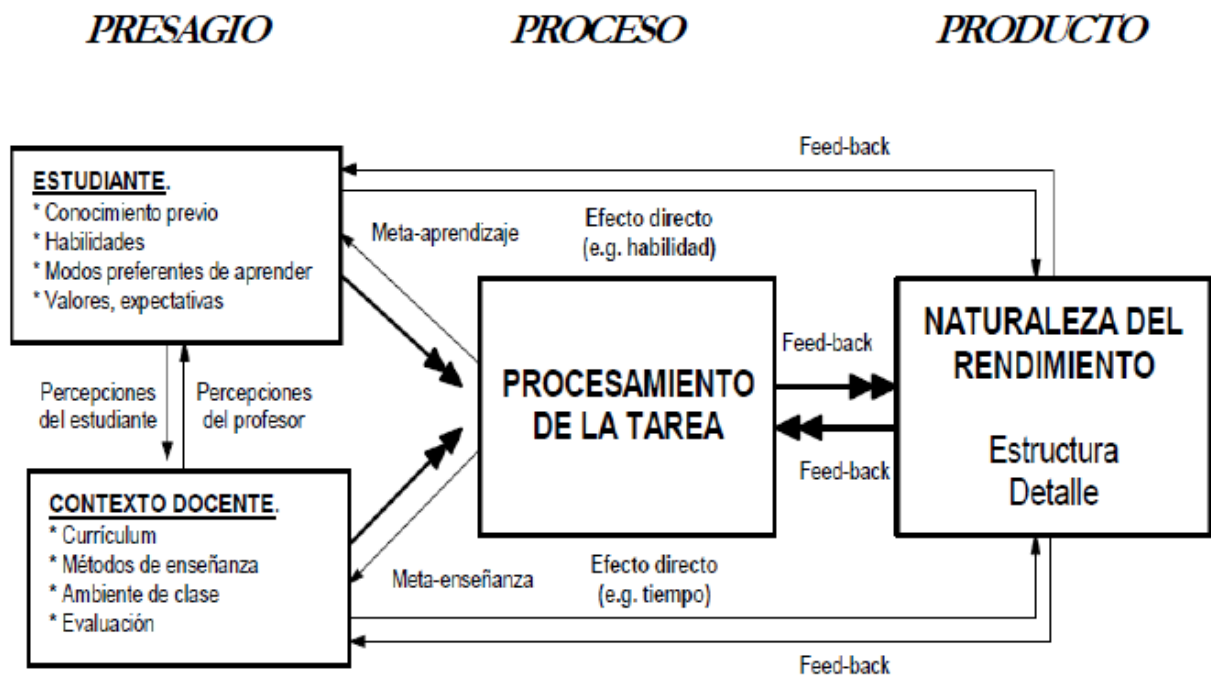 PRESAGIO
PROCESO
PRODUCTO
Feed-back
ESTUDIANTE.
* Conocimiento previo
* Habilidades
* Modos preferentes de aprender
* Valores, expectativas
Meta-aprendizaje
Efecto directo
(e.g. habilidad)
Percepciones
del estudiante
Percepciones
del profesor
PROCESAMIENTO
DE LA TAREA
Feed-back
Feed-back
NATURALEZA DEL
RENDIMIENTO
Estructura
Detalle
CONTEXTO DOCENTE.
* Currículum
* Métodos de enseñanza
* Ambiente de clase
* Evaluación
Meta-enseñanza
Efecto directo
(e.g. tiempo)
Feed-back